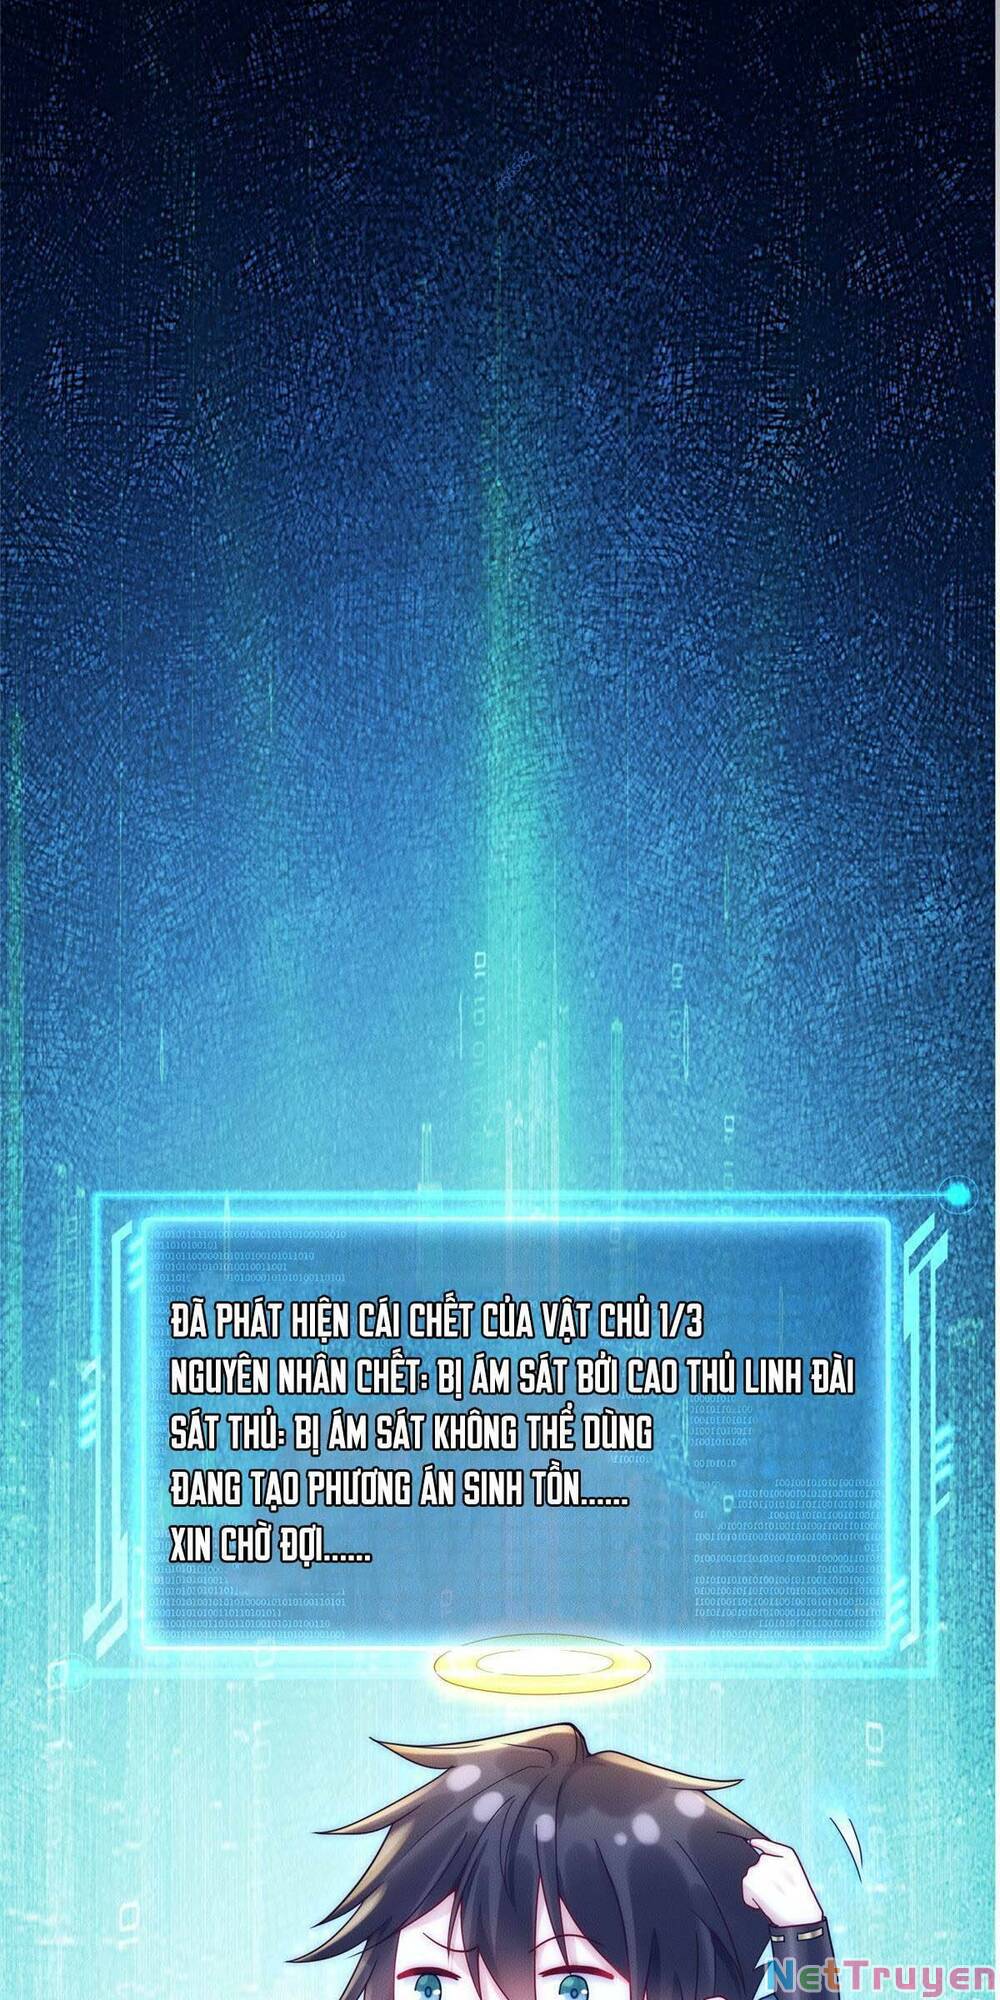 ĐÃ PHÁT HIỆN CÁI CHẾT CỦA VẬT CHỦ 1/3
NGUYÊN NHÂN CHẾT: BỊ ÁM SÁT BỞI CAO THỦ LINH ĐÀI
SÁT THỦ: BỊ ÁM SÁT KHÔNG THỂ DÙNG
ĐANG TẠO PHƯƠNG ÁN SINH TỒN......
XIN CHỜ ĐỢI......
NetTruyen